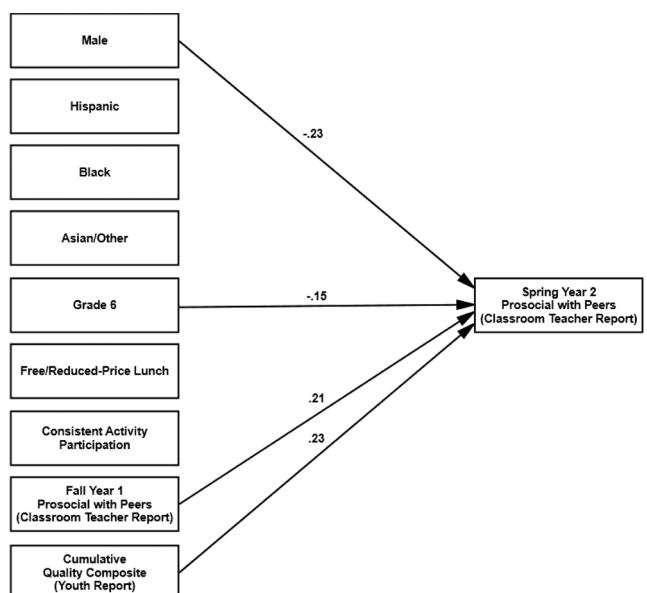 Male
Hispanic
Black
Asian/Other
Grade 6
Free/Reduced-Price Lunch
Consistent Activity
Participation
Fall Year 1
Prosocial with Peers
(Classroom Teacher Report)
Cumulative
Quality Composite
(Youth Report)
-.23
-.15
.21
.23
Spring Year 2
Prosocial with Peers
(Classroom Teacher Report)